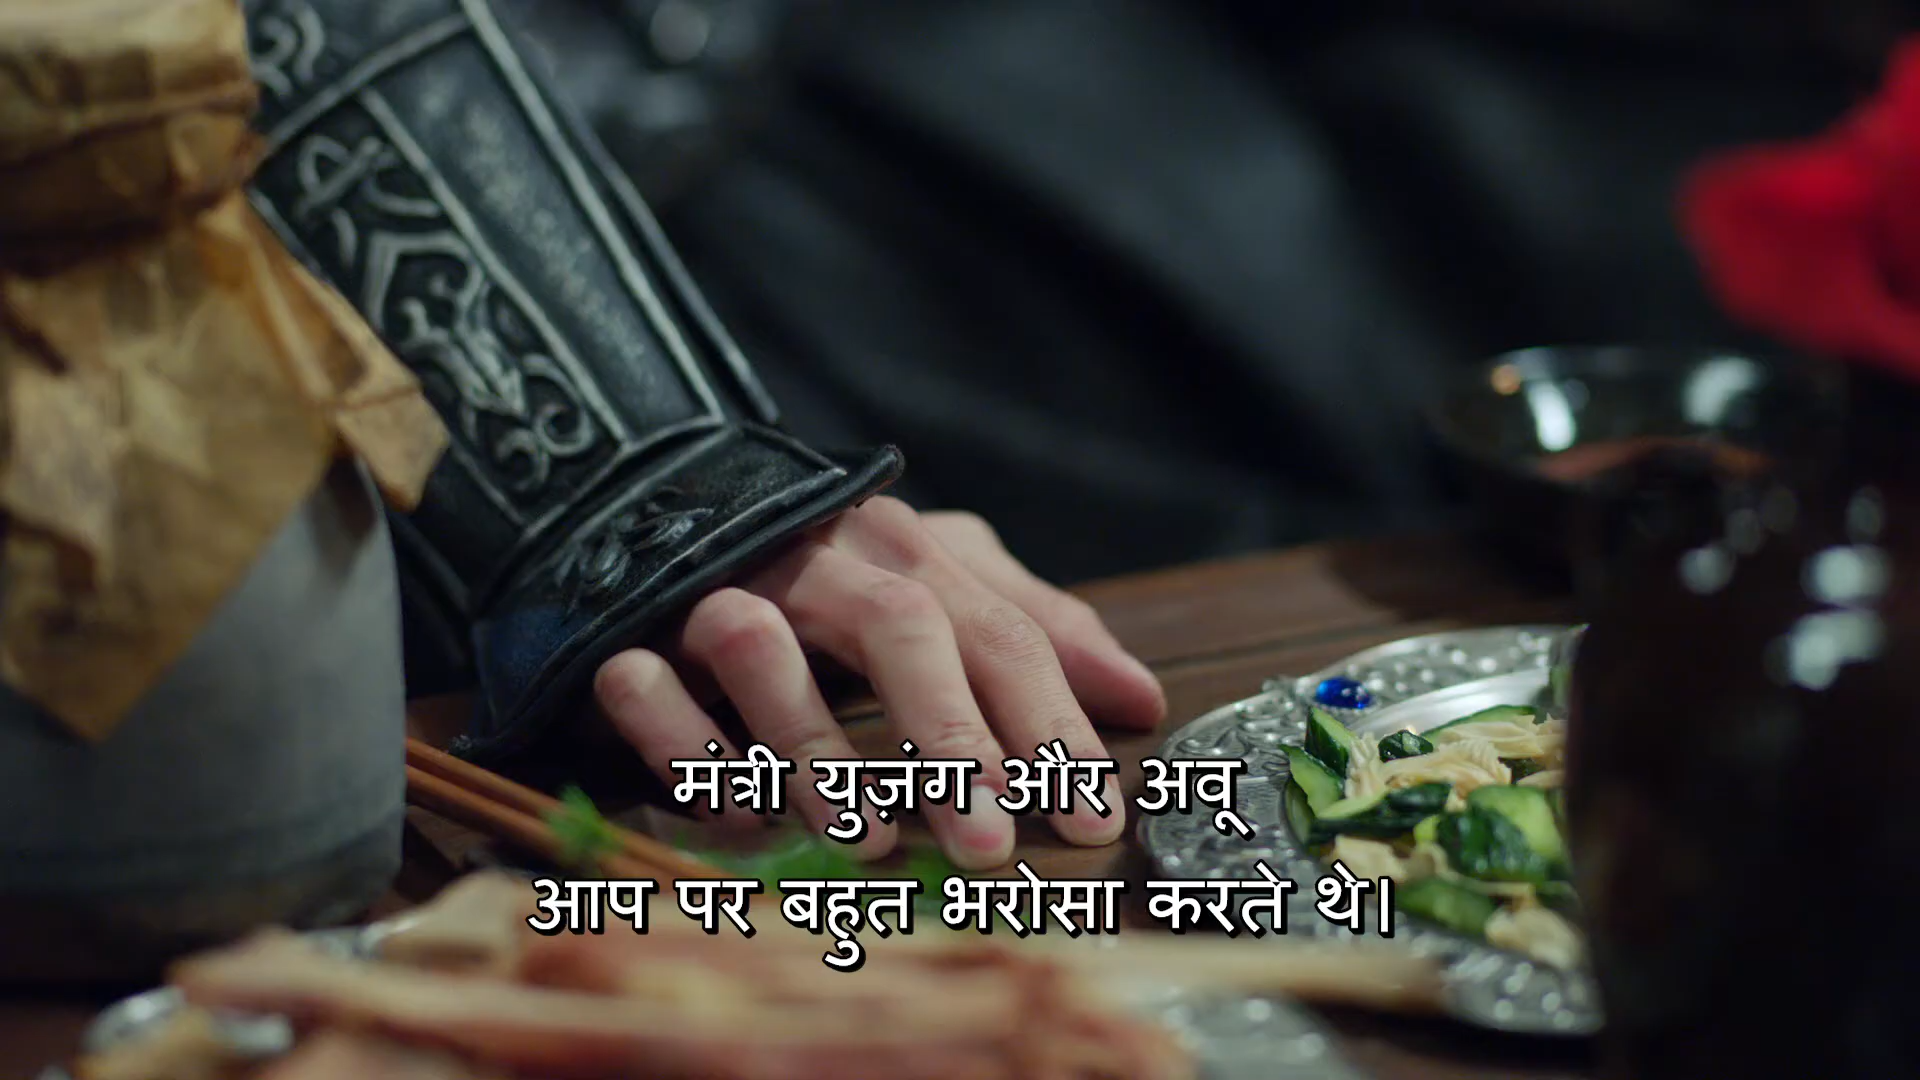 मंत्री युज़ंग और अवू
आप पर बहुत भरोसा करते थे।